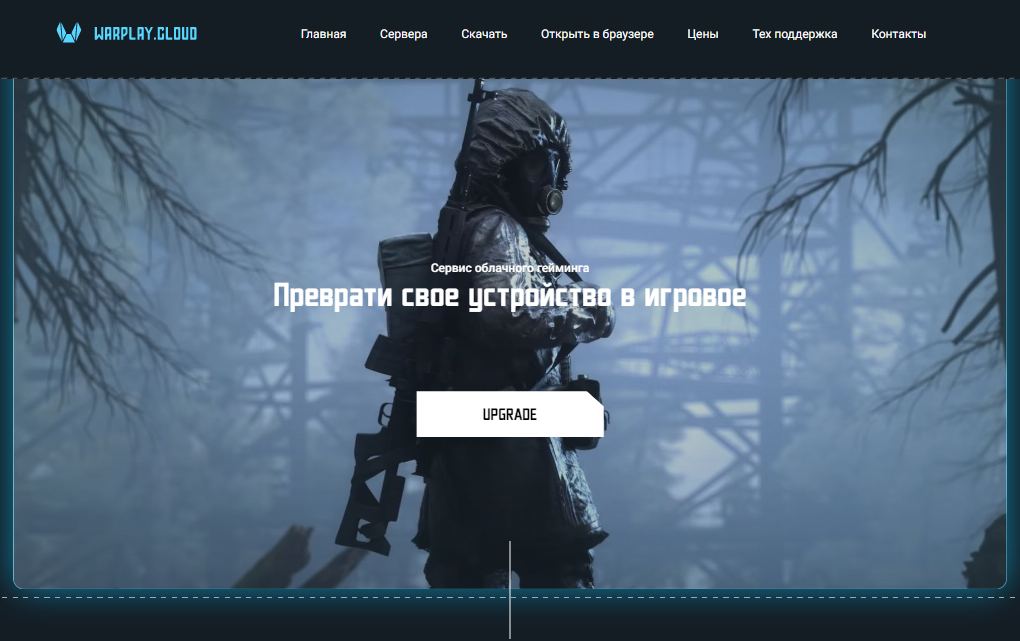 WARPLAY.CLOUD
Главная Сервера Скачать Открыть в браузере Цены Тех поддержка Контакты
Сервис облачного гейминга
Преврати свое устройство в игровое
UPGRADE